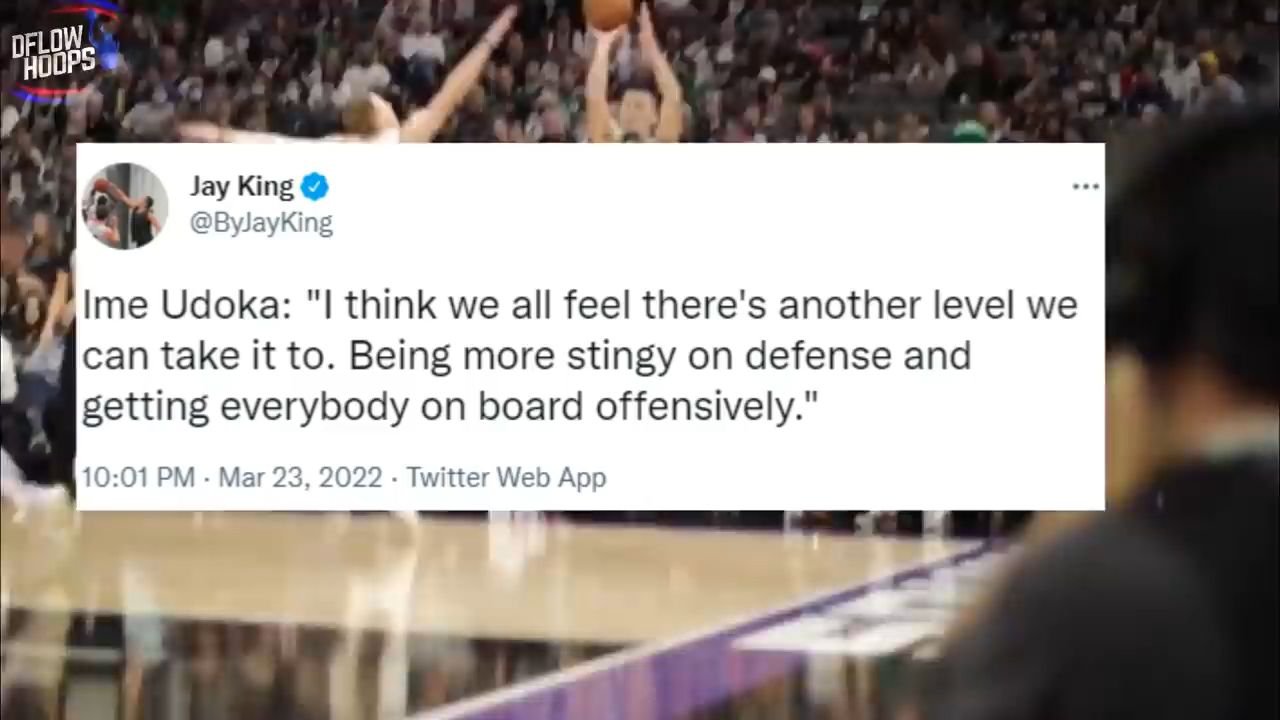 DFLOW
HOOPS
Jay King
@ByJayKing
Ime Udoka: "I think we all feel there's another level we
can take it to. Being more stingy on defense and
getting everybody on board offensively."
10:01 PM · Mar 23, 2022 · Twitter Web App